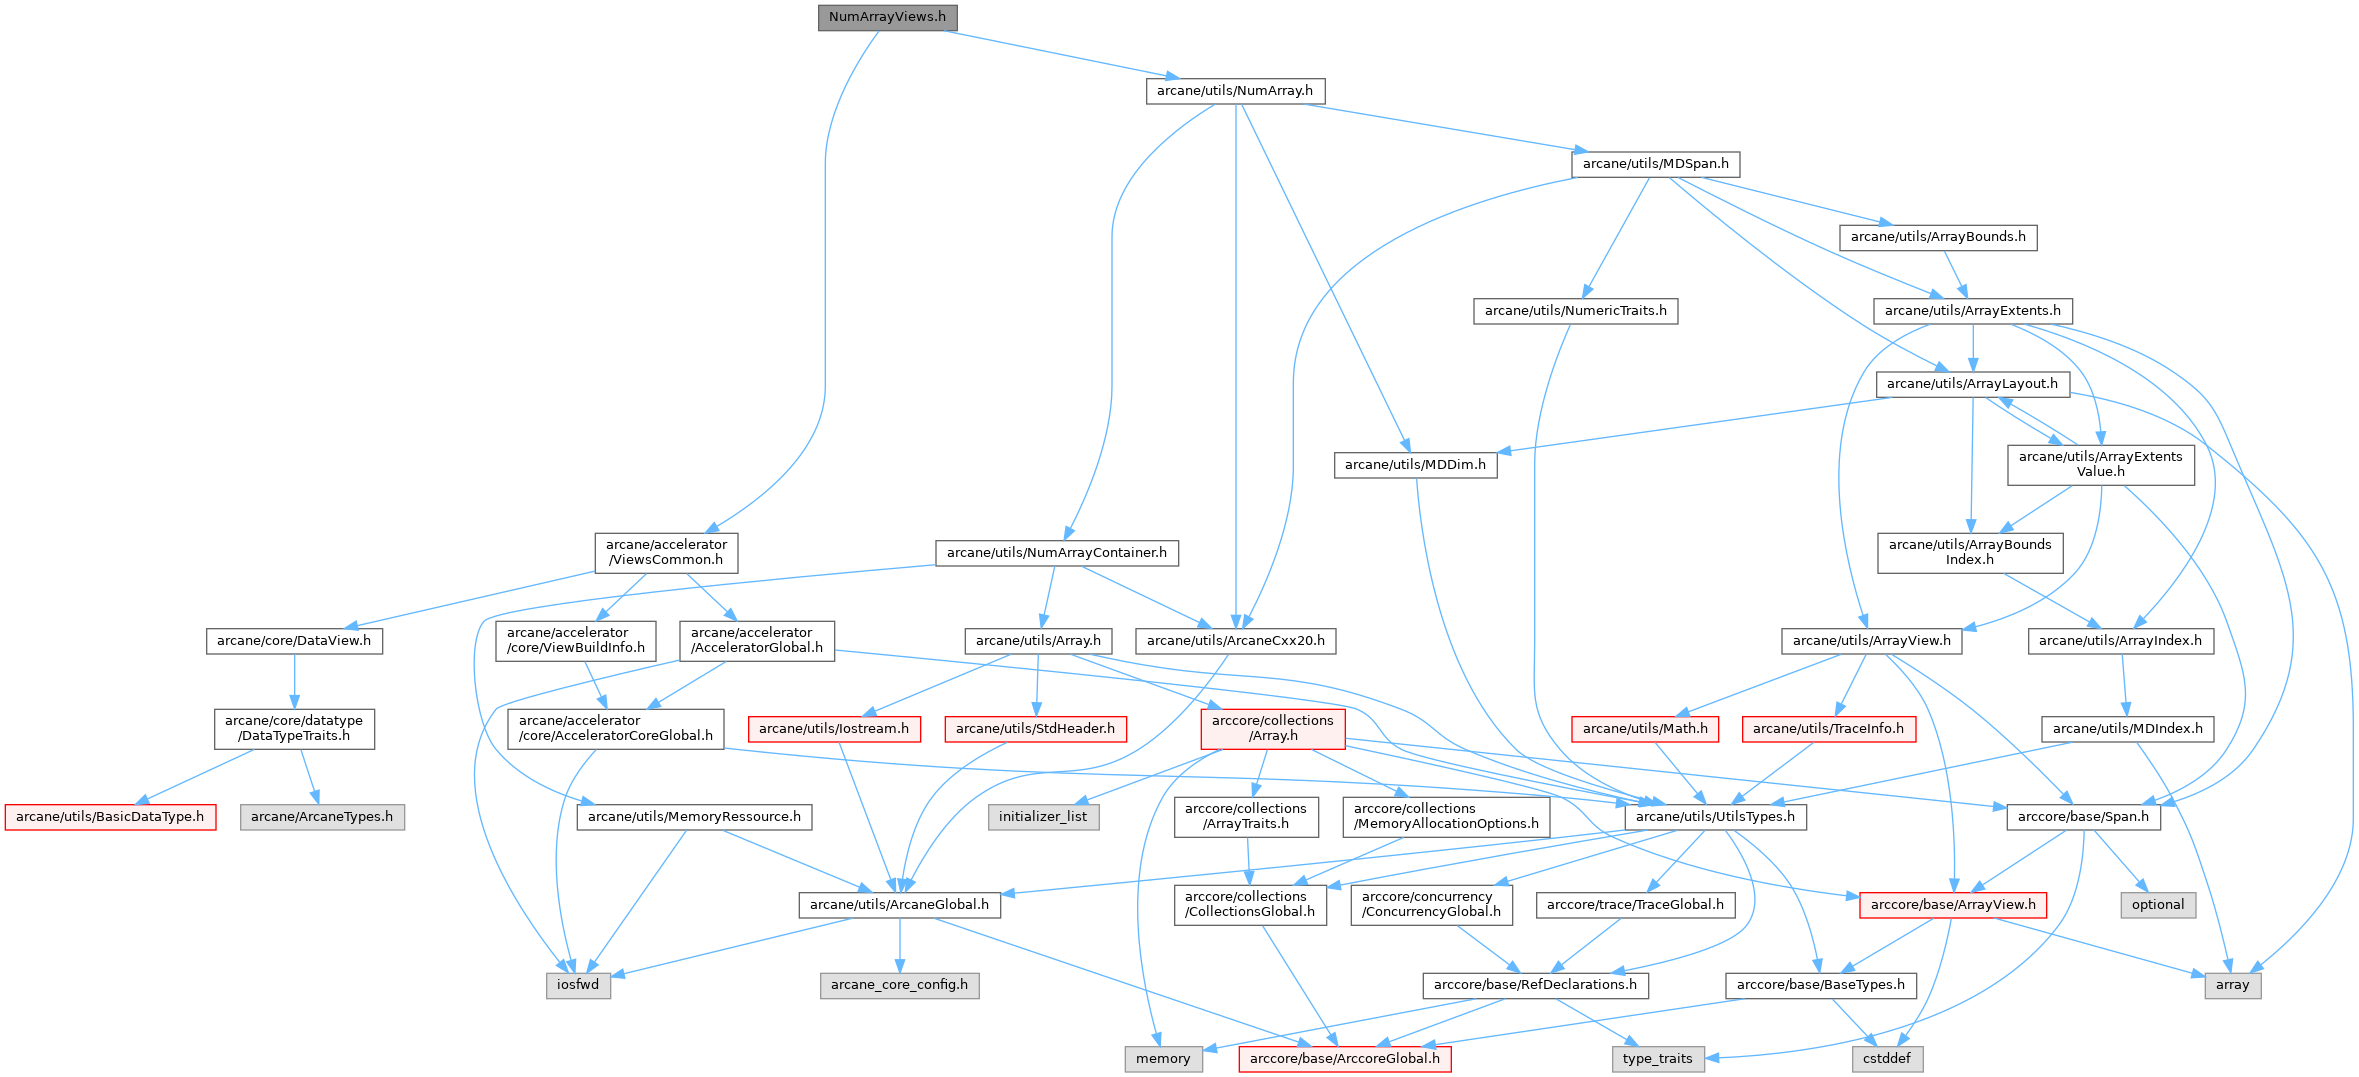 NumArrayViews.h
arcane/utils/NumArray.h
arcane/utils/MDSpan.h
arcane/utils/ArrayBounds.h
arcane/utils/NumericTraits.h
arcane/utils/ArrayExtents.h
arcane/utils/ArrayLayout.h
arcane/utils/MDDim.h
arcane/utils/ArrayExtents
Value.h
arcane/accelerator
/ViewsCommon.h
arcane/utils/NumArrayContainer.h
arcane/utils/ArrayBounds
Index.h
arcane/core/DataView.h
arcane/accelerator
/core/ViewBuildInfo.h
arcane/accelerator
/AcceleratorGlobal.h
arcane/utils/Array.h
arcane/utils/ArcaneCxx20.h
arcane/utils/ArrayView.h
arcane/utils/ArrayIndex.h
arcane/core/datatype
/DataTypeTraits.h
arcane/accelerator
/core/AcceleratorCoreGlobal.h
arcane/utils/Iostream.h
arcane/utils/StdHeader.h
arccore/collections
/Array.h
arcane/utils/Math.h
arcane/utils/TraceInfo.h
arcane/utils/MDIndex.h
arcane/utils/BasicDataType.h
arcane/ArcaneTypes.h
arcane/utils/MemoryRessource.h
initializer_list
arccore/collections
/ArrayTraits.h
arccore/collections
/MemoryAllocationOptions.h
arcane/utils/UtilsTypes.h
arccore/base/Span.h
arcane/utils/ArcaneGlobal.h
arccore/collections
/CollectionsGlobal.h
arccore/concurrency
/ConcurrencyGlobal.h
arccore/trace/TraceGlobal.h
arccore/base/ArrayView.h
optional
iosfwd
arcane_core_config.h
arccore/base/RefDeclarations.h
arccore/base/BaseTypes.h
array
memory
arccore/base/ArccoreGlobal.h
type_traits
cstddef